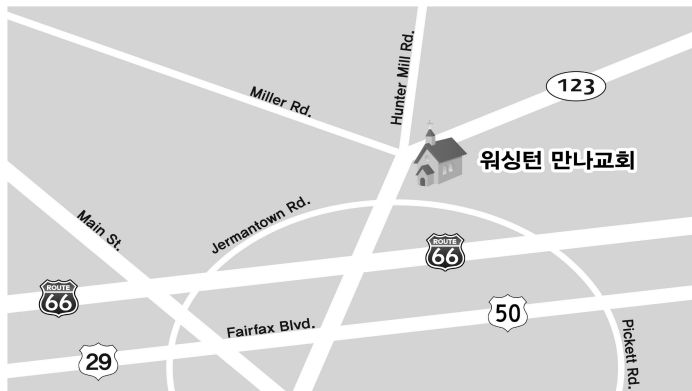 Hunter Mill Rd.
Miller Rd.
123
워싱턴 만나교회
Jermantown Rd.
Main St.
ROUTE
66
ROUTE
66
50
Fairfax Blvd.
Pickett Rd.
29